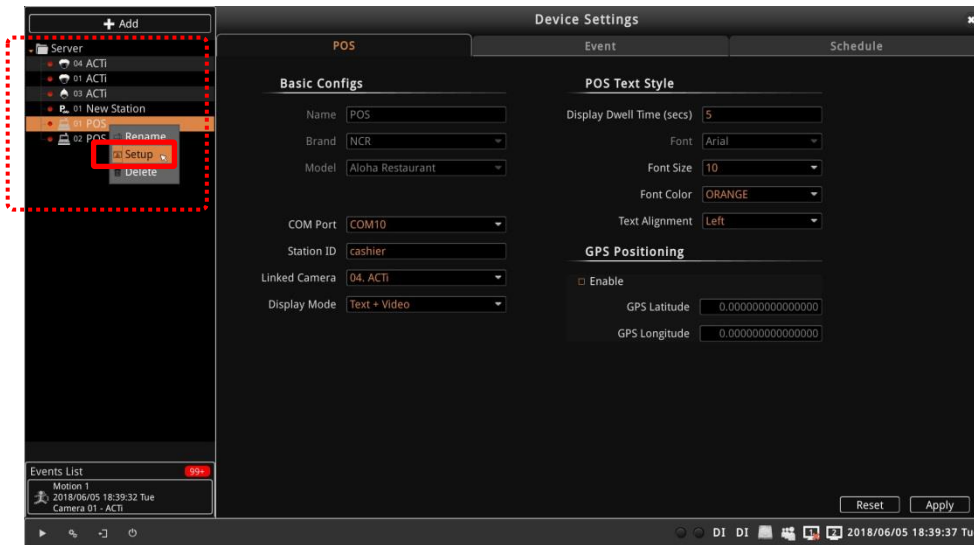 + Add
Server
04 ACTi
01 ACTi
03 ACTi
P_ 01 New Station
01 POS
02 POS
Rename
Setup
Delete
Events List
99+
Motion 1
2018/06/05 18:39:32 Tue
Camera 01 - ACTi
Device Settings
POS Event Schedule
Basic Configs
Name POS
Brand NCR
Model Aloha Restaurant
COM Port COM10
Station ID cashier
Linked Camera 04. ACTi
Display Mode Text + Video
POS Text Style
Display Dwell Time (secs) 5
Font Arial
Font Size 10
Font Color ORANGE
Text Alignment Left
GPS Positioning
Enable
GPS Latitude 0.000000000000000
GPS Longitude 0.000000000000000
Reset Apply
DI DI 1 2 2018/06/05 18:39:37 Tu